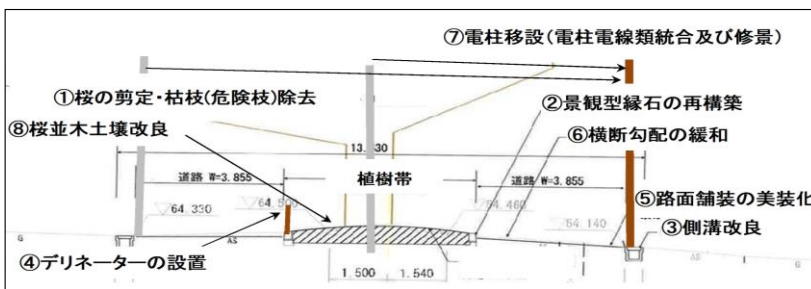 ⑦電柱移設(電柱電線類統合及び修景)
①桜の剪定・枯枝(危険枝)除去
②景観型縁石の再構築
⑧桜並木土壌改良
⑥横断勾配の緩和
道路 W=3.855
植樹帯
道路 W=3.855
⑤路面舗装の美装化
64.330
64.500
64.460
64.140
③側溝改良
G
AS
AS
G
④デリネーターの設置
1.500
1.540